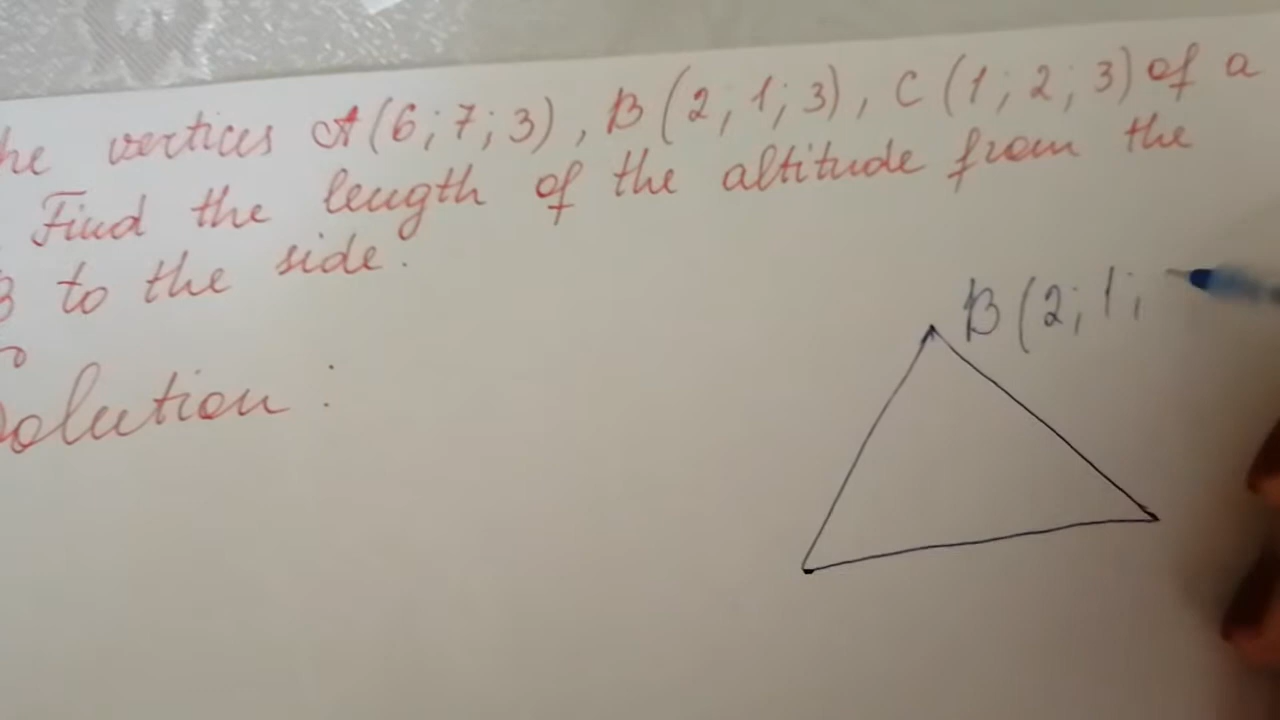 he vertices A(6;7;3), B(2;1;3), C(1;2;3) of a
Find the length of the altitude from the
B to the side.
Solution:
B(2;1;